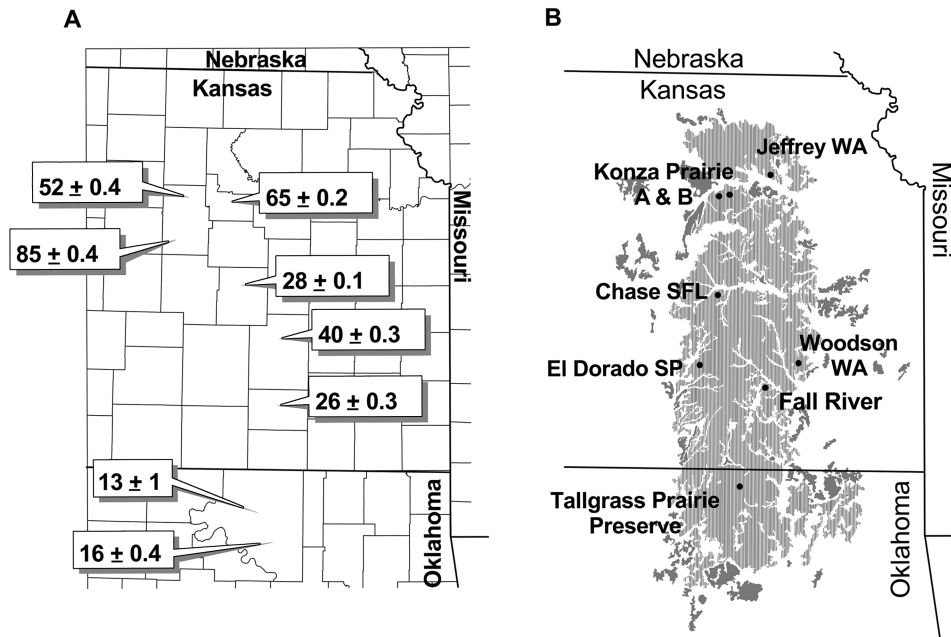 A
Nebraska
Kansas
52 ± 0.4
65 ± 0.2
85 ± 0.4
28 ± 0.1
40 ± 0.3
26 ± 0.3
13 ± 1
16 ± 0.4
Missouri
Oklahoma
B
Nebraska
Kansas
Jeffrey WA
Konza Prairie
A & B
Chase SFL
Woodson
WA
El Dorado SP
Fall River
Tallgrass Prairie
Preserve
Missouri
Oklahoma